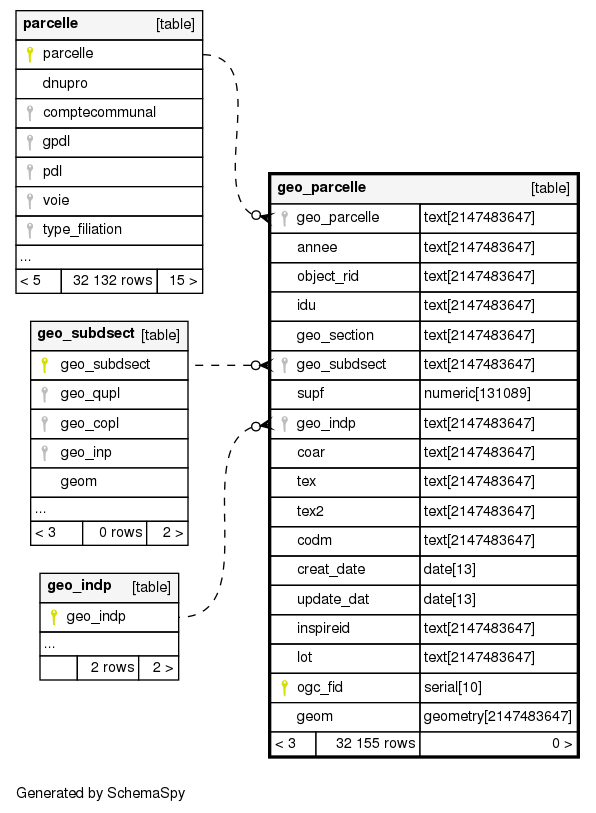 parcelle [table]
parcelle
dnupro
comptecommunal
gpdl
pdl
voie
type_filiation
...
< 5 32 132 rows 15 >
geo_subdsect [table]
geo_subdsect
geo_qupl
geo_copl
geo_inp
geom
...
< 3 0 rows 2 >
geo_indp [table]
geo_indp
...
2 rows 2 >
geo_parcelle [table]
geo_parcelle text[2147483647]
annee text[2147483647]
object_rid text[2147483647]
idu text[2147483647]
geo_section text[2147483647]
geo_subdsect text[2147483647]
supf numeric[131089]
geo_indp text[2147483647]
coar text[2147483647]
tex text[2147483647]
tex2 text[2147483647]
codm text[2147483647]
creat_date date[13]
update_dat date[13]
inspireid text[2147483647]
lot text[2147483647]
ogc_fid serial[10]
geom geometry[2147483647]
< 3 32 155 rows 0 >
Generated by SchemaSpy